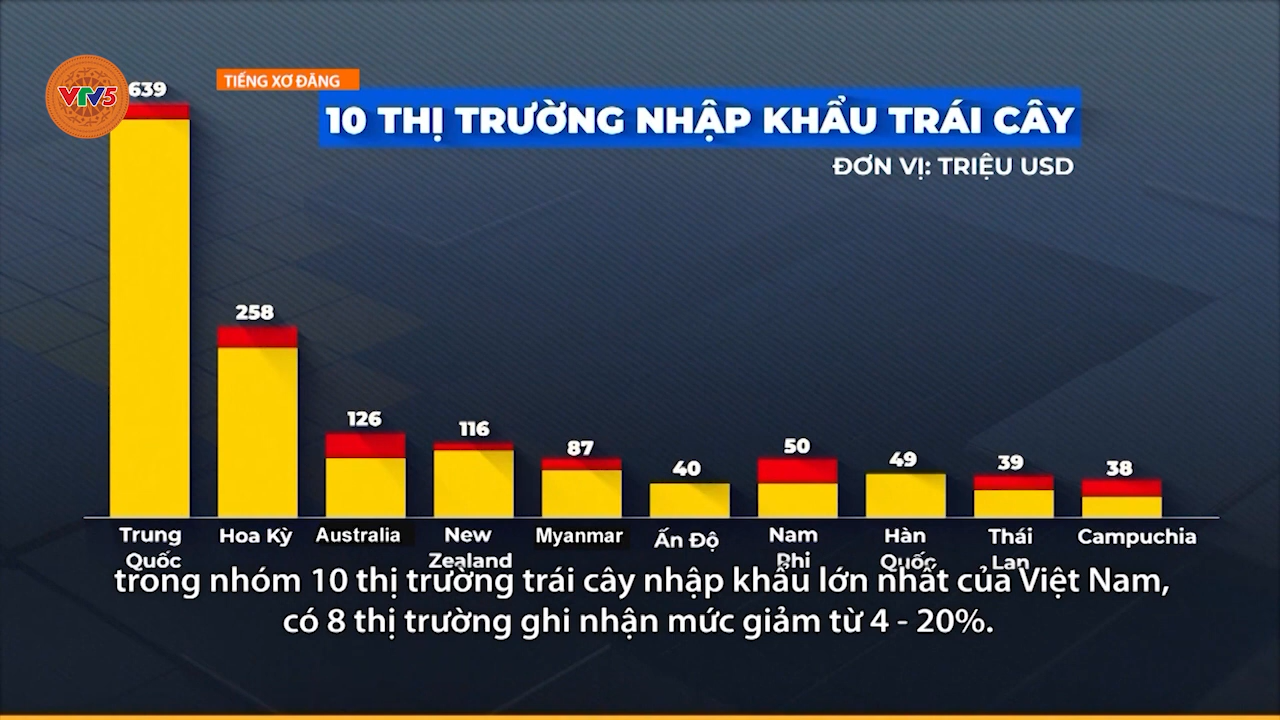 VTV5
TIẾNG XƠ ĐĂNG
10 THỊ TRƯỜNG NHẬP KHẨU TRÁI CÂY
ĐƠN VỊ: TRIỆU USD
639
258
126
116
87
40
50
49
39
38
Trung
Quốc
Hoa Kỳ
Australia
New
Zealand
Myanmar
Ấn Độ
Nam
Phi
Hàn
Quốc
Thái
Lan
Campuchia
trong nhóm 10 thị trường trái cây nhập khẩu lớn nhất của Việt Nam,
có 8 thị trường ghi nhận mức giảm từ 4 - 20%.